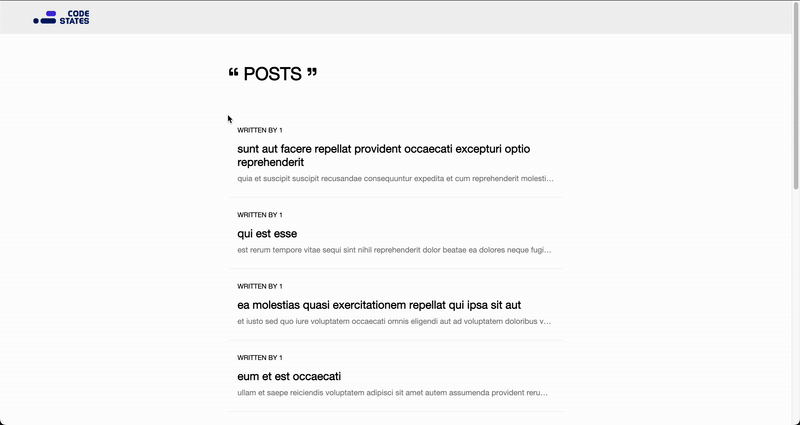 CODE
STATES
“ POSTS ”
WRITTEN BY 1
sunt aut facere repellat provident occaecati excepturi optio
reprehenderit
quia et suscipit suscipit recusandae consequuntur expedita et cum reprehenderit molesti...
WRITTEN BY 1
qui est esse
est rerum tempore vitae sequi sint nihil reprehenderit dolor beatae ea dolores neque fugi...
WRITTEN BY 1
ea molestias quasi exercitationem repellat qui ipsa sit aut
et iusto sed quo iure voluptatem occaecati omnis eligendi aut ad voluptatem doloribus v...
WRITTEN BY 1
eum et est occaecati
ullam et saepe reiciendis voluptatem adipisci sit amet autem assumenda provident reru...